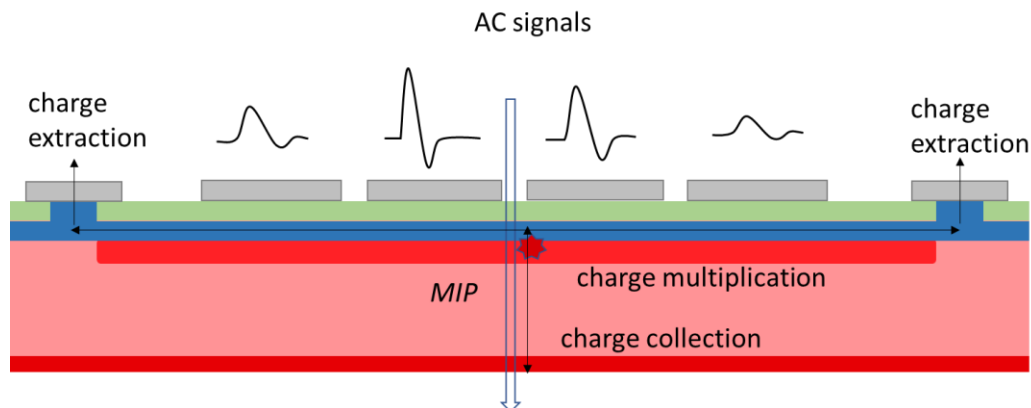 AC signals
charge
extraction
charge
extraction
MIP
charge multiplication
charge collection